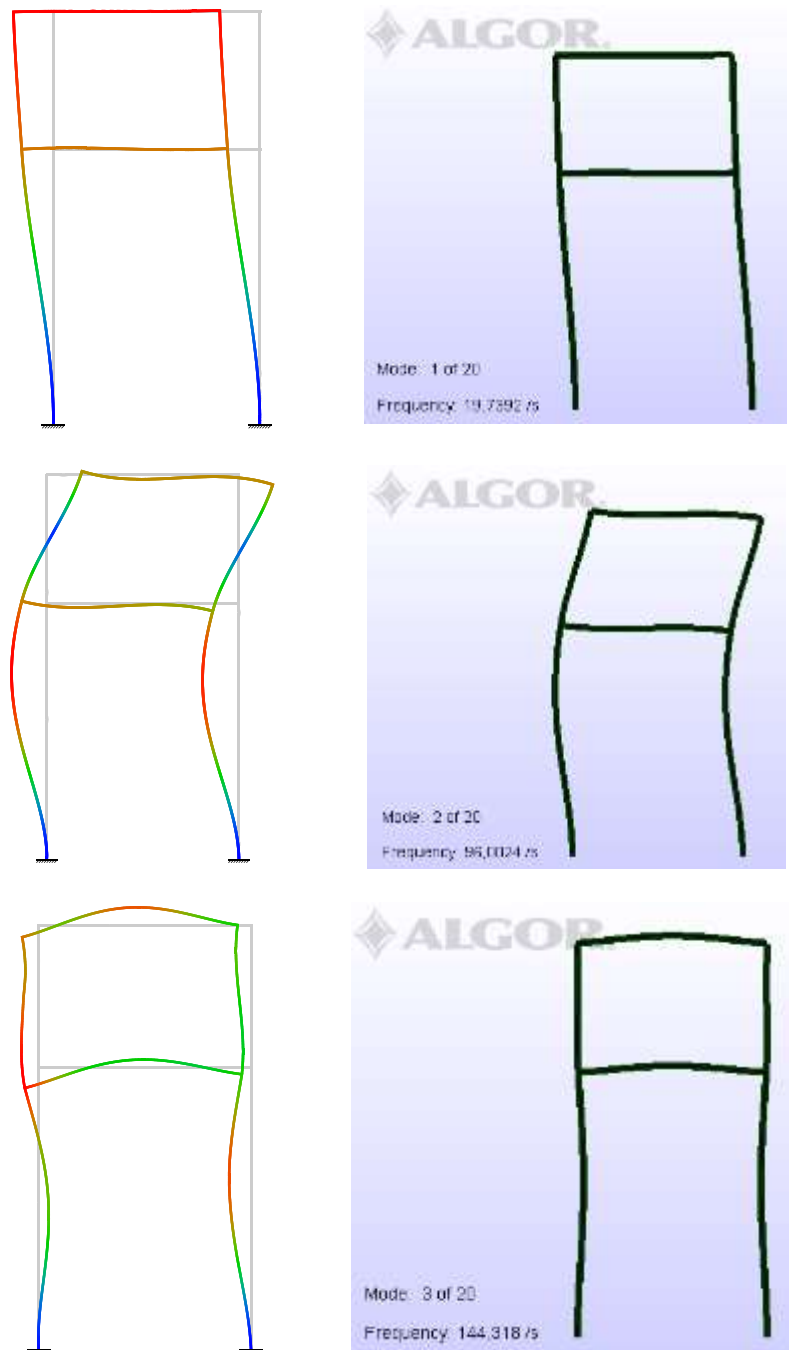 ALGOR.
Mode: 1 of 20
Frequency: 19,7392 /s
ALGOR.
Mode: 2 of 20
Frequency: 96,0024 /s
ALGOR.
Mode: 3 of 20
Frequency: 144,318 /s